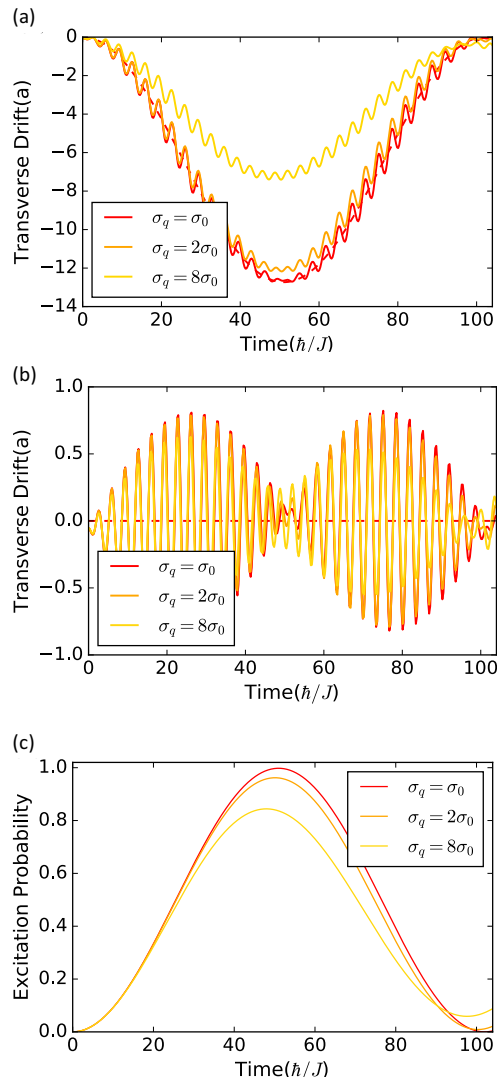 (a)
0
−2
−4
−6
−8
−10
−12
−14
Transverse Drift(a)
σq = σ0
σq = 2σ0
σq = 8σ0
0 20 40 60 80 100
Time(ħ/J)
(b)
1.0
0.5
0.0
−0.5
−1.0
Transverse Drift(a)
σq = σ0
σq = 2σ0
σq = 8σ0
0 20 40 60 80 100
Time(ħ/J)
(c)
1.0
0.8
0.6
0.4
0.2
0.0
Excitation Probability
σq = σ0
σq = 2σ0
σq = 8σ0
0 20 40 60 80 100
Time(ħ/J)